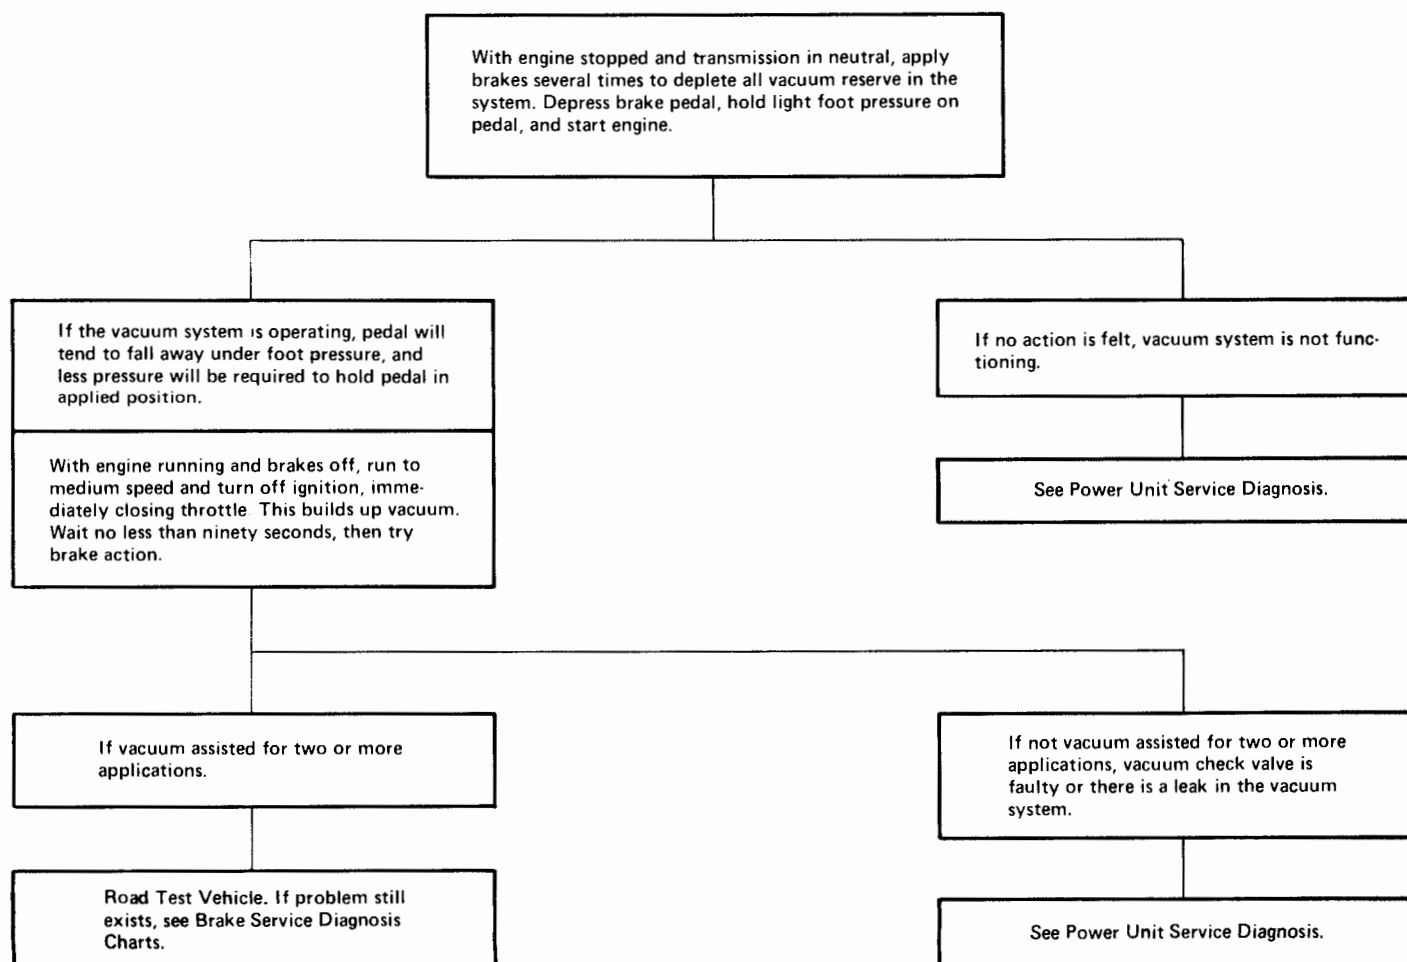 With engine stopped and transmission in neutral, apply
brakes several times to deplete all vacuum reserve in the
system. Depress brake pedal, hold light foot pressure on
pedal, and start engine.
If the vacuum system is operating, pedal will
tend to fall away under foot pressure, and
less pressure will be required to hold pedal in
applied position.
If no action is felt, vacuum system is not func-
tioning.
With engine running and brakes off, run to
medium speed and turn off ignition, imme-
diately closing throttle. This builds up vacuum.
Wait no less than ninety seconds, then try
brake action.
See Power Unit Service Diagnosis.
If vacuum assisted for two or more
applications.
If not vacuum assisted for two or more
applications, vacuum check valve is
faulty or there is a leak in the vacuum
system.
Road Test Vehicle. If problem still
exists, see Brake Service Diagnosis
Charts.
See Power Unit Service Diagnosis.